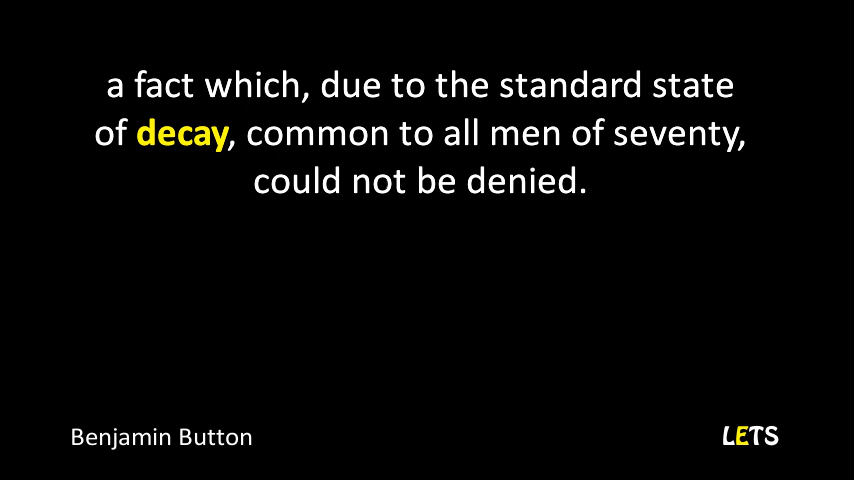 a fact which, due to the standard state
of decay, common to all men of seventy,
could not be denied.
Benjamin Button
LETS